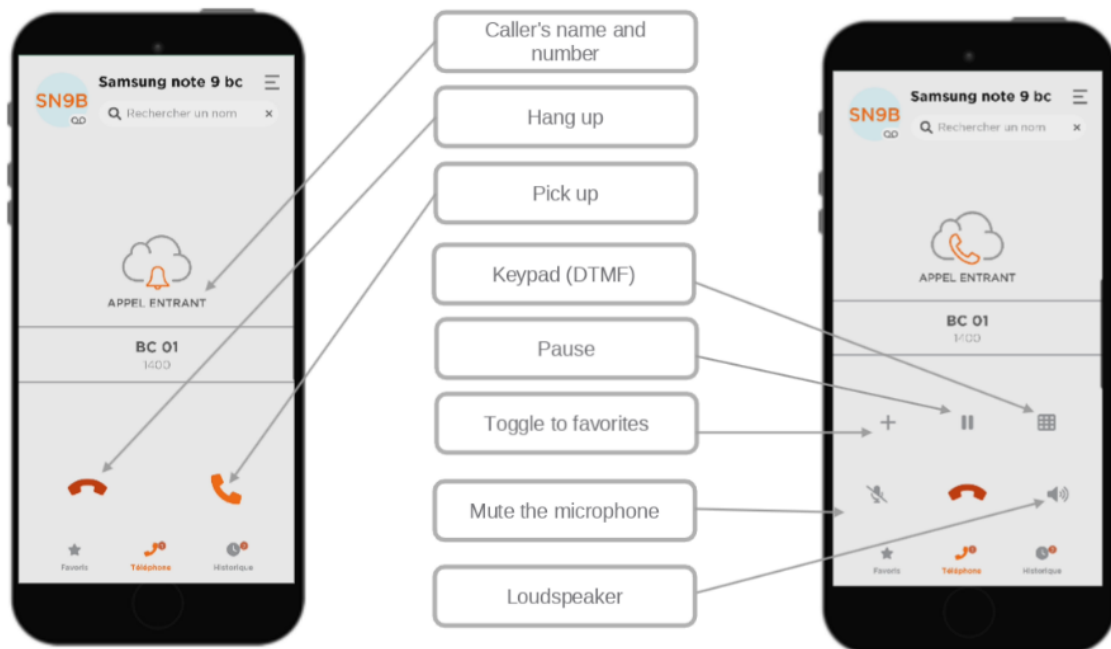 Samsung note 9 bc
SN9B
Rechercher un nom
APPEL ENTRANT
BC 01
1400
Favoris
Téléphone
Historique
Caller's name and
number
Hang up
Pick up
Keypad (DTMF)
Pause
Toggle to favorites
Mute the microphone
Loudspeaker
Samsung note 9 bc
SN9B
Rechercher un nom
APPEL ENTRANT
BC 01
1400
Favoris
Téléphone
Historique